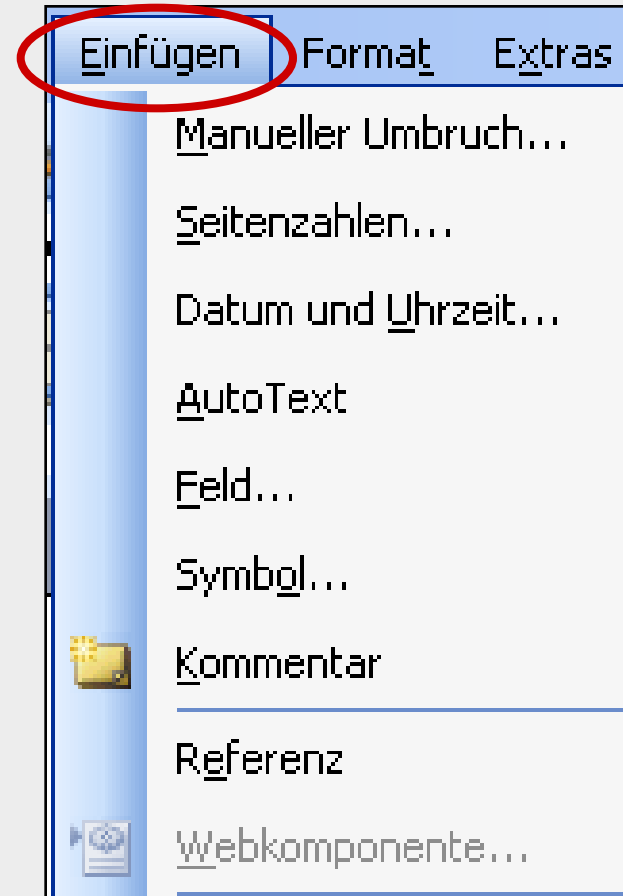 Einfügen Format Extras
Manueller Umbruch...
Seitenzahlen...
Datum und Uhrzeit...
AutoText
Feld...
Symbol...
Kommentar
Referenz
Webkomponente...